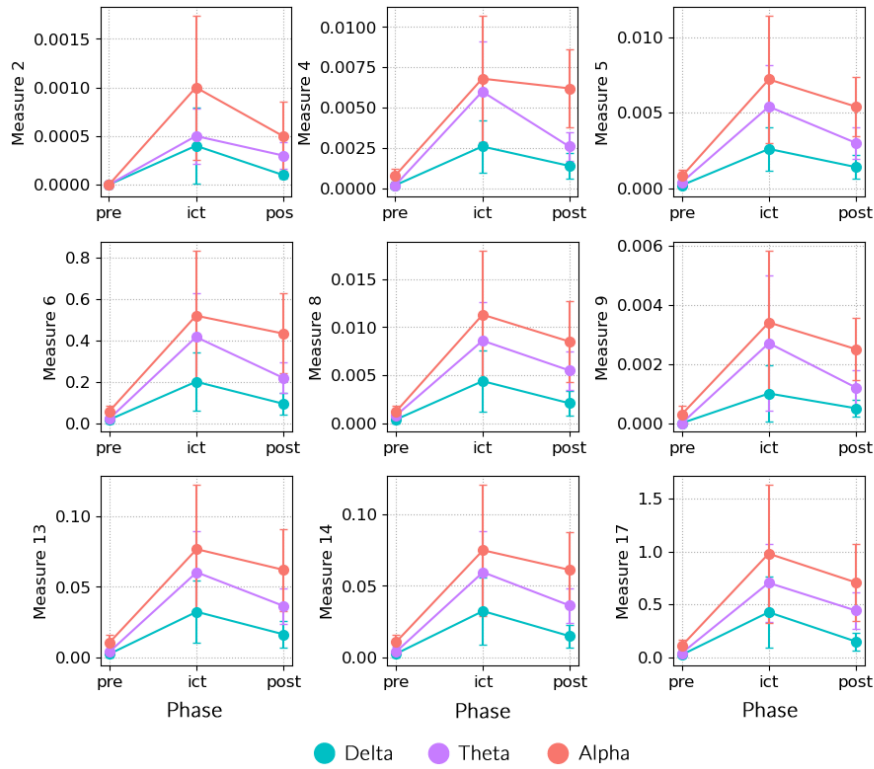 Measure 2
0.0015
0.0010
0.0005
0.0000
pre ict pos
Measure 4
0.0100
0.0075
0.0050
0.0025
0.0000
pre ict post
Measure 5
0.010
0.005
0.000
pre ict post
Measure 6
0.8
0.6
0.4
0.2
0.0
pre ict post
Measure 8
0.015
0.010
0.005
0.000
pre ict post
Measure 9
0.006
0.004
0.002
0.000
pre ict post
Measure 13
0.10
0.05
0.00
pre ict post
Phase
Measure 14
0.10
0.05
0.00
pre ict post
Phase
Measure 17
1.5
1.0
0.5
0.0
pre ict post
Phase
Delta Theta Alpha